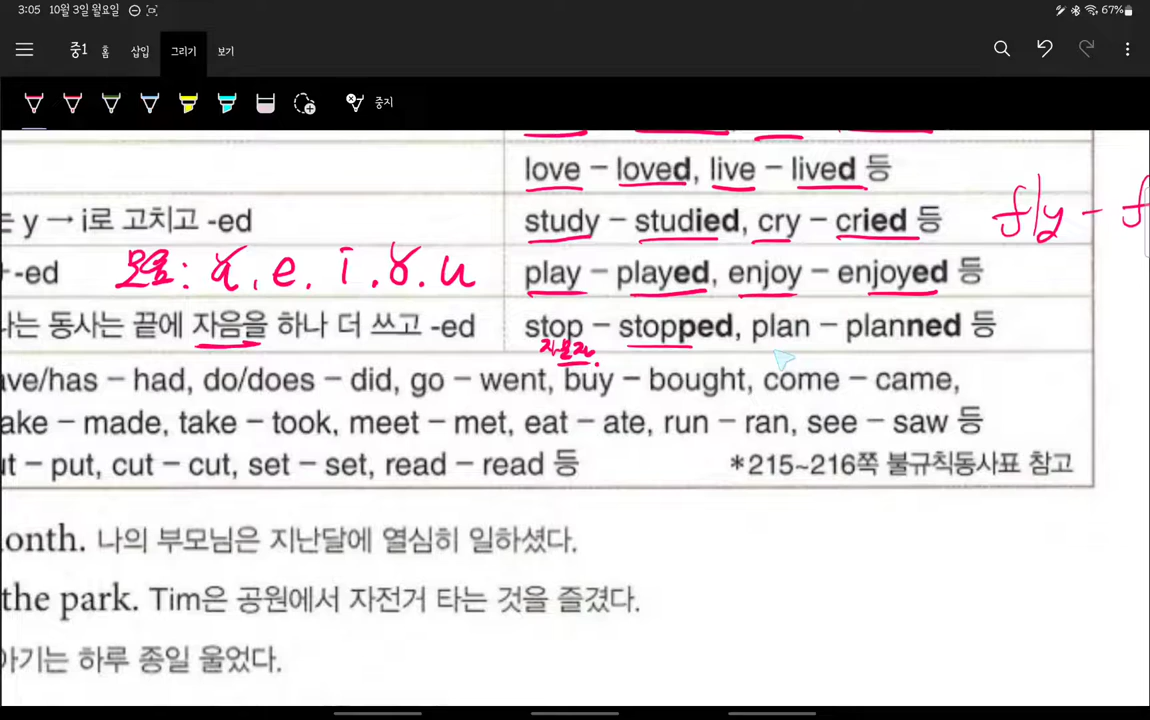 3:05 10월 3일 월요일 67%
중1 홈 삽입 그리기 보기
중지
love – loved, live – lived 등
는 y → i로 고치고 -ed study – studied, cry – cried 등 fly - f
-ed 모음: a, e, i, o, u play – played, enjoy – enjoyed 등
나는 동사는 끝에 자음을 하나 더 쓰고 -ed stop – stopped, plan – planned 등
ave/has – had, do/does – did, go – went, buy – bought, come – came,
ake – made, take – took, meet – met, eat – ate, run – ran, see – saw 등
ut – put, cut – cut, set – set, read – read 등 *215~216쪽 불규칙동사표 참고
onth. 나의 부모님은 지난달에 열심히 일하셨다.
the park. Tim은 공원에서 자전거 타는 것을 즐겼다.
아기는 하루 종일 울었다.